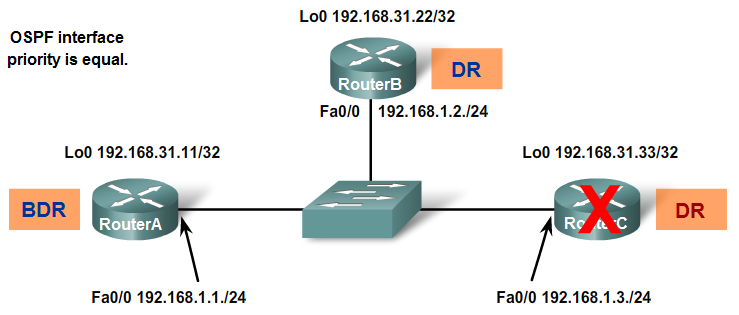 Lo0 192.168.31.22/32
OSPF interface
priority is equal.
DR
RouterB
Fa0/0 192.168.1.2./24
Lo0 192.168.31.11/32
Lo0 192.168.31.33/32
BDR
RouterA
RouterC
DR
Fa0/0 192.168.1.1./24
Fa0/0 192.168.1.3./24